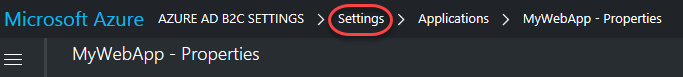 Microsoft Azure AZURE AD B2C SETTINGS > Settings > Applications > MyWebApp - Properties
MyWebApp - Properties